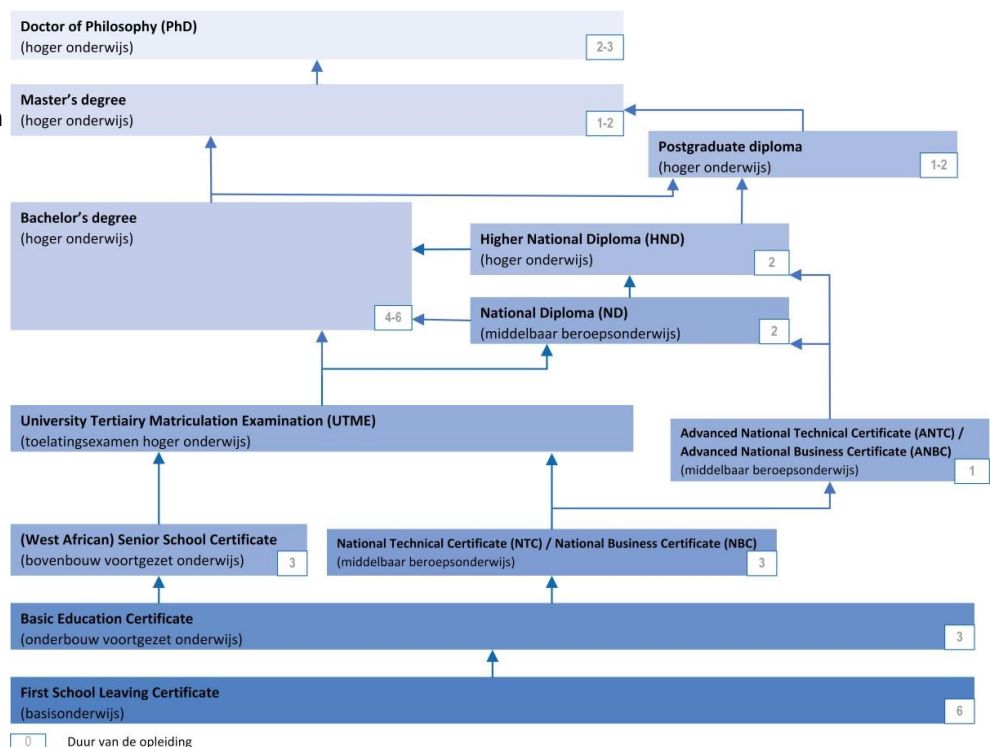 Doctor of Philosophy (PhD)
(hoger onderwijs)
2-3
Master's degree
(hoger onderwijs)
1-2
n
Postgraduate diploma
(hoger onderwijs)
1-2
Bachelor's degree
(hoger onderwijs)
4-6
Higher National Diploma (HND)
(hoger onderwijs)
2
National Diploma (ND)
(middelbaar beroepsonderwijs)
2
University Tertiairy Matriculation Examination (UTME)
(toelatingsexamen hoger onderwijs)
Advanced National Technical Certificate (ANTC) /
Advanced National Business Certificate (ANBC)
(middelbaar beroepsonderwijs)
1
(West African) Senior School Certificate
(bovenbouw voortgezet onderwijs)
3
National Technical Certificate (NTC) / National Business Certificate (NBC)
(middelbaar beroepsonderwijs)
3
Basic Education Certificate
(onderbouw voortgezet onderwijs)
3
First School Leaving Certificate
(basisonderwijs)
6
0 Duur van de opleiding